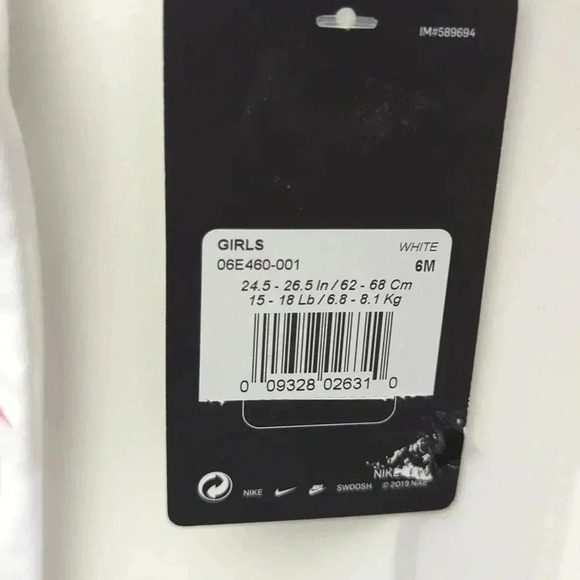 IM#589694
GIRLS WHITE
06E460-001 6M
24.5 - 26.5 In / 62 - 68 Cm
15 - 18 Lb / 6.8 - 8.1 Kg
0 09328 02631 0
NIKE
NIKE SWOOSH © 2019 Nike